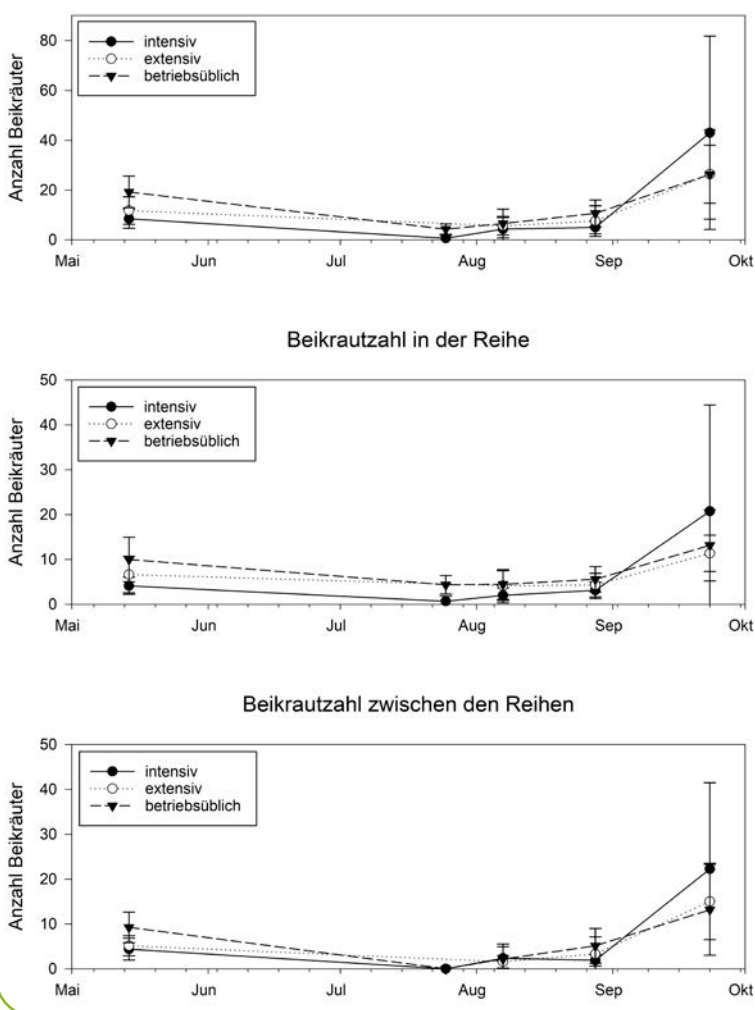 80
60
40
20
0
Anzahl Beikräuter
intensiv
extensiv
betriebsüblich
Mai Jun Jul Aug Sep Okt
Beikrautzahl in der Reihe
50
40
30
20
10
0
Anzahl Beikräuter
intensiv
extensiv
betriebsüblich
Mai Jun Jul Aug Sep Okt
Beikrautzahl zwischen den Reihen
50
40
30
20
10
0
Anzahl Beikräuter
intensiv
extensiv
betriebsüblich
Mai Jun Jul Aug Sep Okt